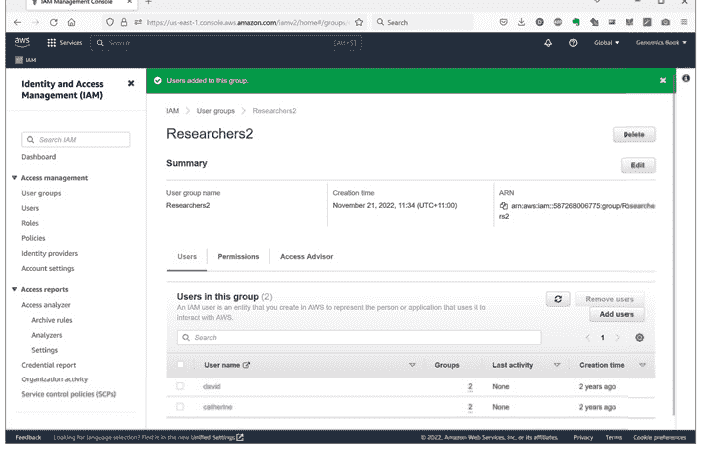 IAM Management Console
https://us-east-1.console.aws.amazon.com/iamv2/home#/groups
Search
aws
Services
Search
[Alt+S]
Global
Genomics Book
IAM
Identity and Access
Management (IAM)
Search IAM
Dashboard
Access management
User groups
Users
Roles
Policies
Identity providers
Account settings
Access reports
Access analyzer
Archive rules
Analyzers
Settings
Credential report
Organization activity
Service control policies (SCPs)
Users added to this group.
IAM > User groups > Researchers2
Researchers2
Delete
Summary
Edit
User group name
Researchers2
Creation time
November 21, 2022, 11:34 (UTC+11:00)
ARN
arn:aws:iam::587268006775:group/Researche
rs2
Users
Permissions
Access Advisor
Users in this group (2)
An IAM user is an entity that you create in AWS to represent the person or application that uses it to
interact with AWS.
Remove users
Add users
Search
1
User name
Groups
Last activity
Creation time
david
2
None
2 years ago
catherine
2
None
2 years ago
Feedback
Looking for language selection? Find it in the new Unified Settings
© 2022, Amazon Web Services, Inc. or its affiliates.
Privacy
Terms
Cookie preferences